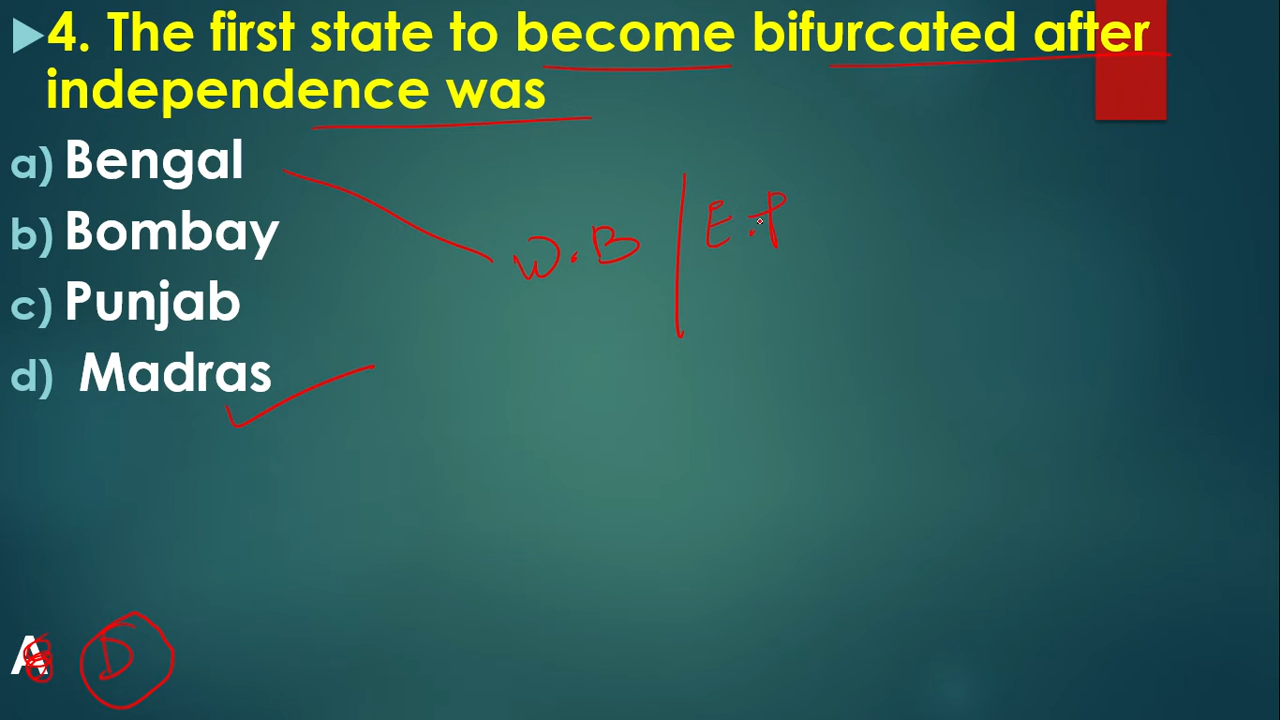 4. The first state to become bifurcated after
independence was
a) Bengal
b) Bombay
c) Punjab
d) Madras
W.B | E.P
A
D